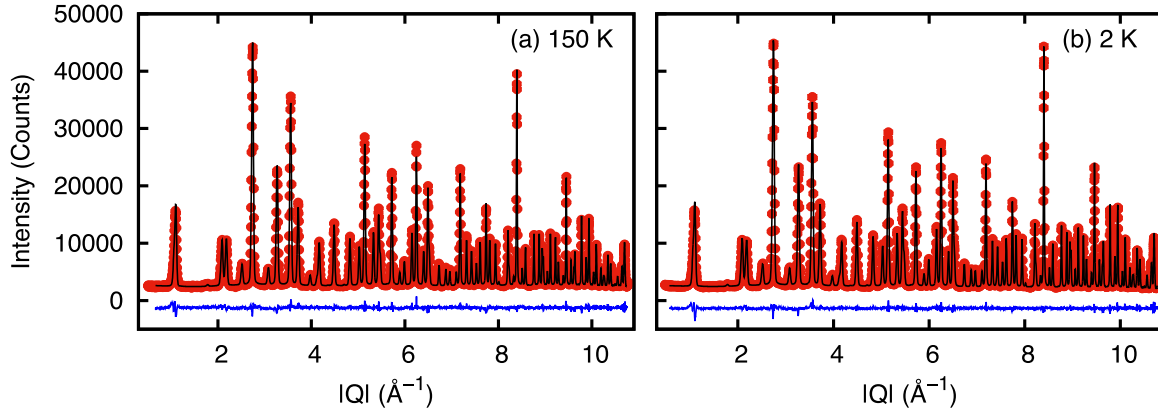 50000
40000
30000
20000
10000
0
Intensity (Counts)
(a) 150 K
(b) 2 K
2 4 6 8 10
2 4 6 8 10
|Q| (Å⁻¹)
|Q| (Å⁻¹)